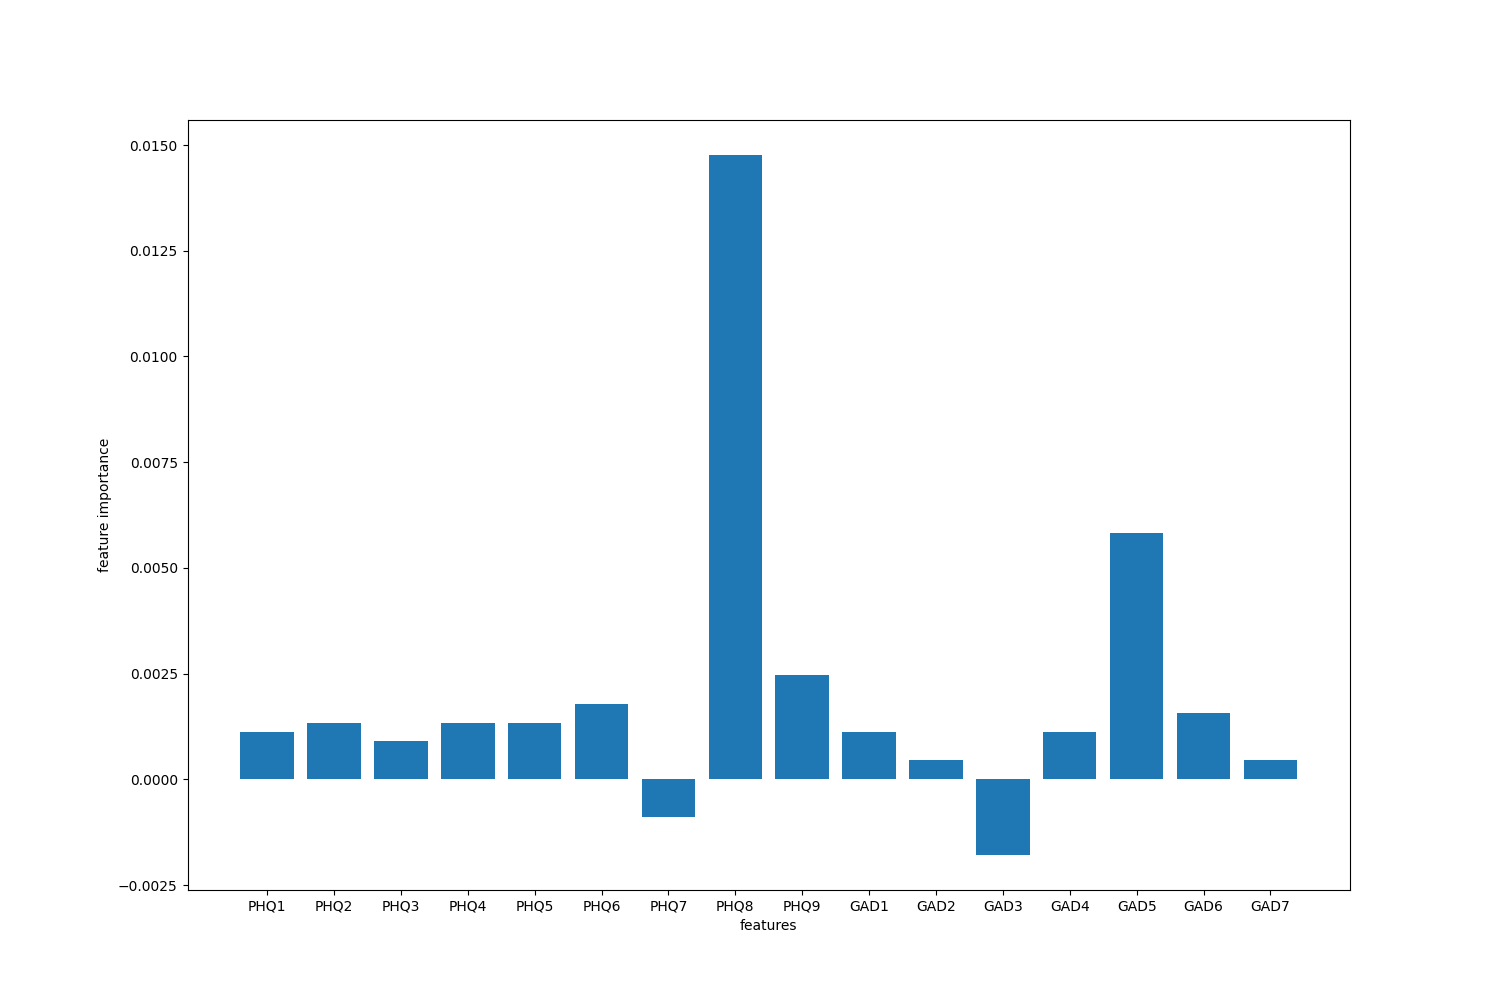 0.0150
0.0125
0.0100
0.0075
0.0050
0.0025
0.0000
−0.0025
feature importance
PHQ1 PHQ2 PHQ3 PHQ4 PHQ5 PHQ6 PHQ7 PHQ8 PHQ9 GAD1 GAD2 GAD3 GAD4 GAD5 GAD6 GAD7
features